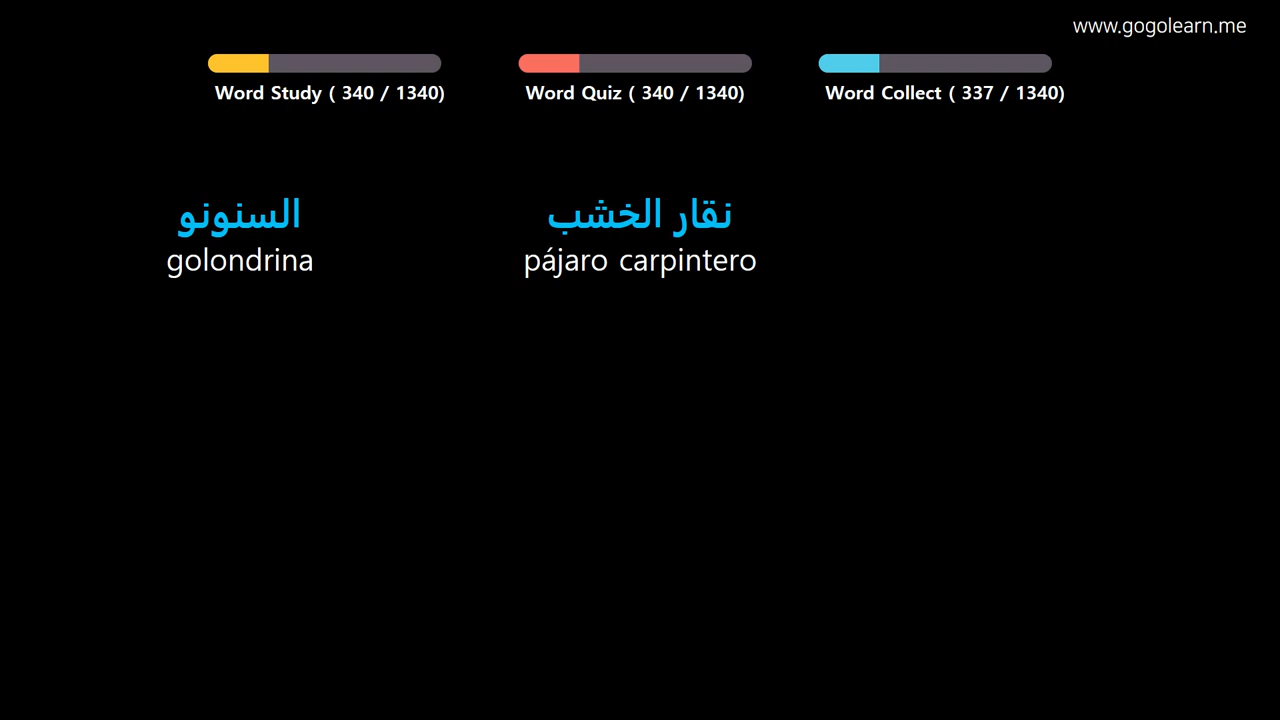 www.gogolearn.me
Word Study ( 340 / 1340)
Word Quiz ( 340 / 1340)
Word Collect ( 337 / 1340)
السنونو
golondrina
نقار الخشب
pájaro carpintero